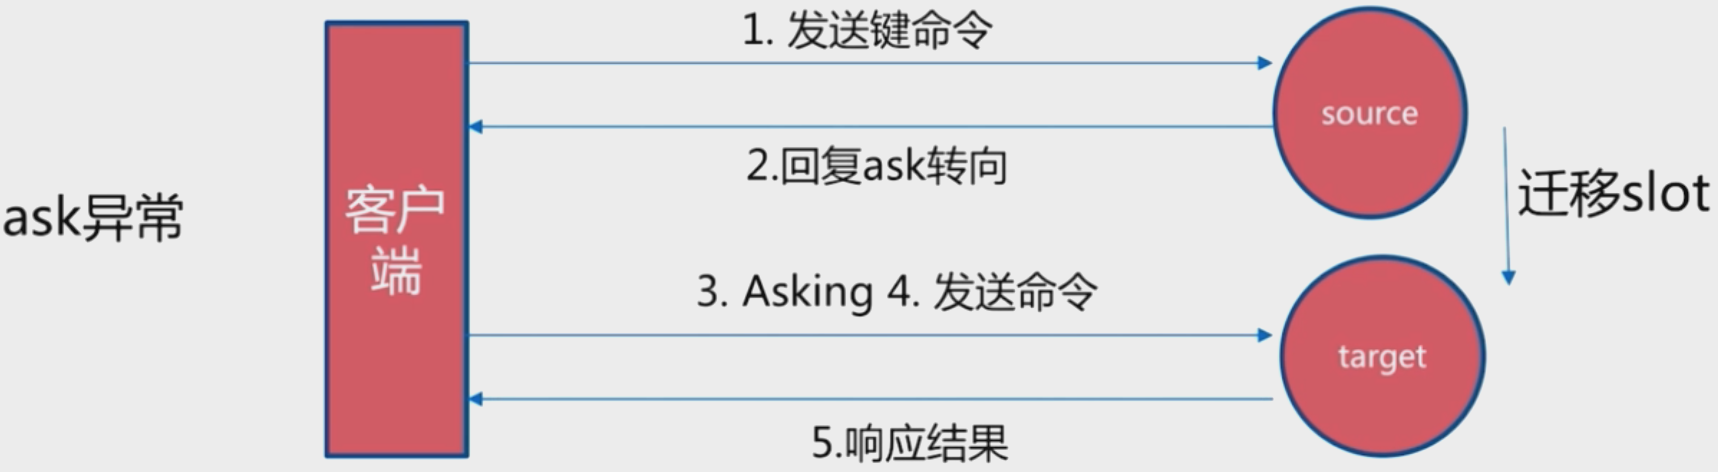 1. 发送键命令
source
2.回复ask转向
ask异常
客户
端
迁移slot
3. Asking 4. 发送命令
target
5.响应结果